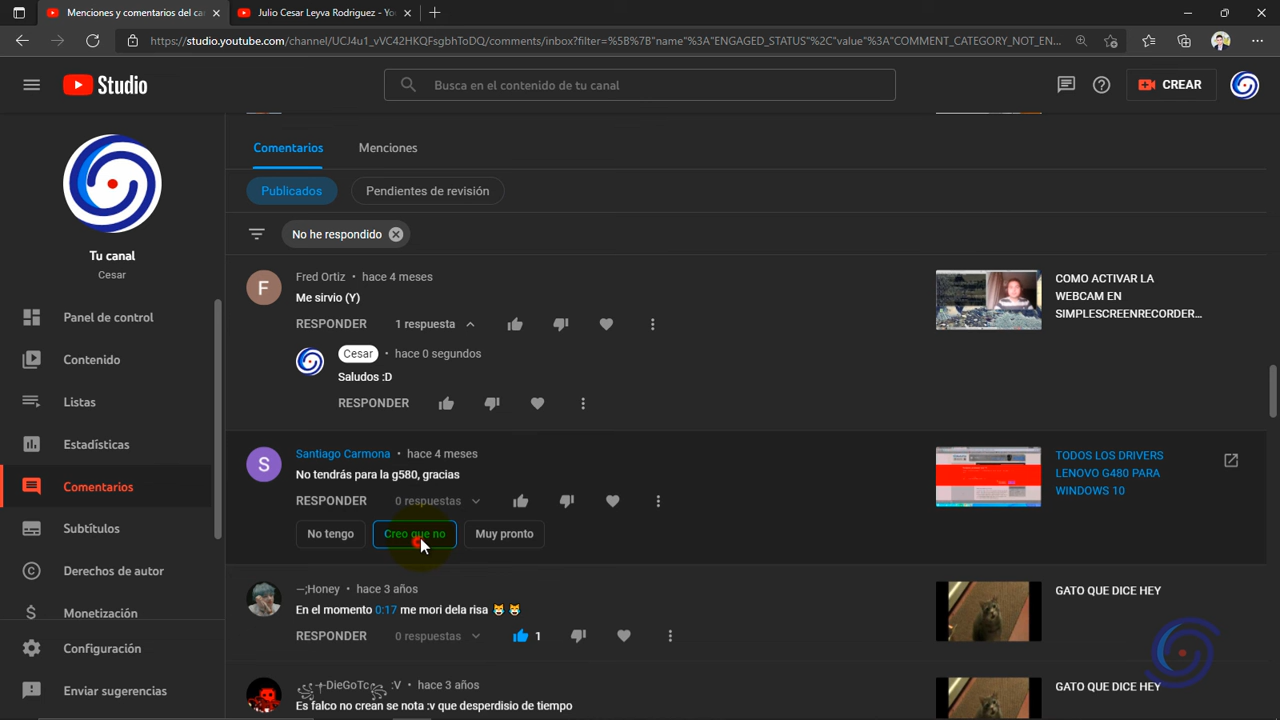 Menciones y comentarios del ca
Julio Cesar Leyva Rodriguez - Yo
https://studio.youtube.com/channel/UCJ4u1_vVC42HKQFsgbhToDQ/comments/inbox?filter=%5B%7B"name"%3A"ENGAGED_STATUS"%2C"value"%3A"COMMENT_CATEGORY_NOT_EN...
Studio
Busca en el contenido de tu canal
CREAR
Tu canal
Cesar
Panel de control
Contenido
Listas
Estadísticas
Comentarios
Subtítulos
Derechos de autor
Monetización
Configuración
Enviar sugerencias
Comentarios
Menciones
Publicados
Pendientes de revisión
No he respondido
Fred Ortiz • hace 4 meses
Me sirvio (Y)
RESPONDER 1 respuesta
COMO ACTIVAR LA
WEBCAM EN
SIMPLESCREENRECORDER...
Cesar • hace 0 segundos
Saludos :D
RESPONDER
Santiago Carmona • hace 4 meses
No tendrás para la g580, gracias
RESPONDER 0 respuestas
No tengo
Creo que no
Muy pronto
TODOS LOS DRIVERS
LENOVO G480 PARA
WINDOWS 10
—;Honey • hace 3 años
En el momento 0:17 me mori dela risa 😹 😹
RESPONDER 0 respuestas 1
GATO QUE DICE HEY
꧁༒DieGoTc꧂ :V • hace 3 años
Es falco no crean se nota :v que desperdisio de tiempo
GATO QUE DICE HEY